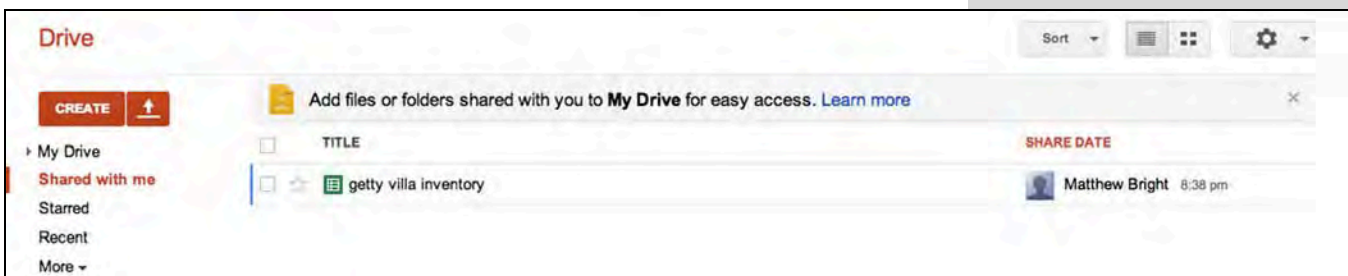 Drive
Sort
CREATE
Add files or folders shared with you to My Drive for easy access. Learn more
TITLE
SHARE DATE
My Drive
Shared with me
getty villa inventory
Matthew Bright 8:38 pm
Starred
Recent
More